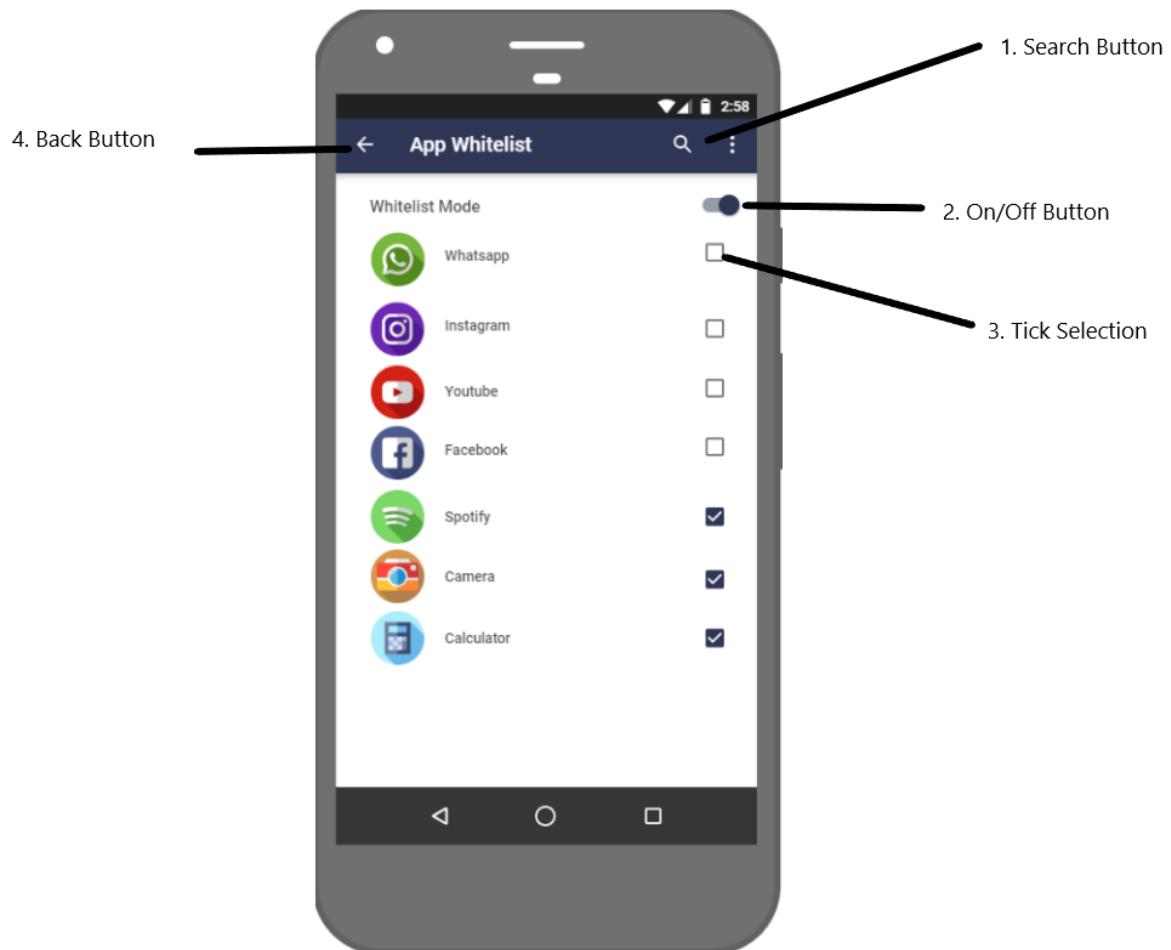 1. Search Button
2:58
4. Back Button
App Whitelist
Whitelist Mode
2. On/Off Button
Whatsapp
Instagram
3. Tick Selection
Youtube
Facebook
Spotify
Camera
Calculator